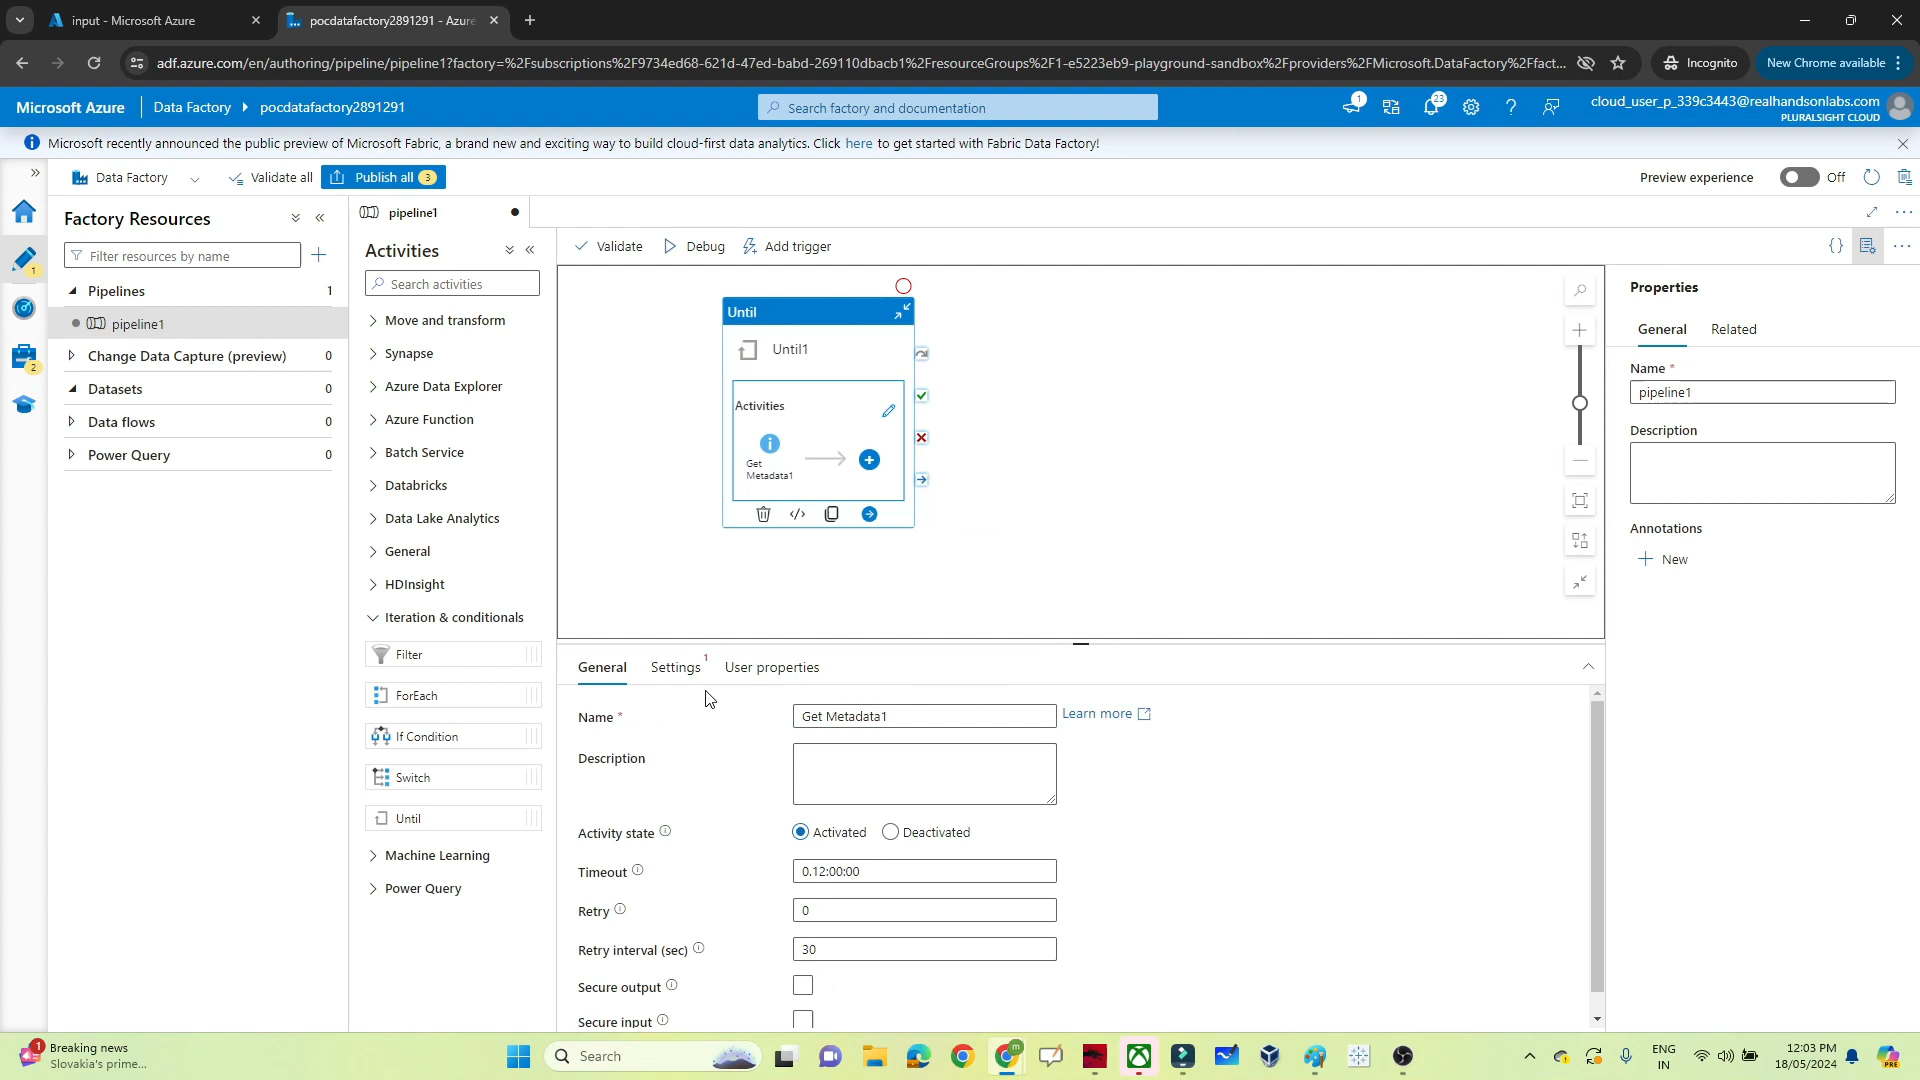 input - Microsoft Azure
pocdatafactory2891291 - Azure
adf.azure.com/en/authoring/pipeline/pipeline1?factory=%2Fsubscriptions%2F9734ed68-621d-47ed-babd-269110dbacb1%2FresourceGroups%2F1-e5223eb9-playground-sandbox%2Fproviders%2FMicrosoft.DataFactory%2Ffact...
Incognito
New Chrome available
Microsoft Azure
Data Factory
pocdatafactory2891291
Search factory and documentation
1
23
cloud_user_p_339c3443@realhandsonlabs.com
PLURALSIGHT CLOUD
Microsoft recently announced the public preview of Microsoft Fabric, a brand new and exciting way to build cloud-first data analytics. Click here to get started with Fabric Data Factory!
Data Factory
Validate all
Publish all 3
Preview experience
Off
1
2
Factory Resources
Filter resources by name
Pipelines 1
pipeline1
Change Data Capture (preview) 0
Datasets 0
Data flows 0
Power Query 0
pipeline1
Activities
Search activities
Move and transform
Synapse
Azure Data Explorer
Azure Function
Batch Service
Databricks
Data Lake Analytics
General
HDInsight
Iteration & conditionals
Filter
ForEach
If Condition
Switch
Until
Machine Learning
Power Query
Validate
Debug
Add trigger
Until
Until1
Activities
Get
Metadata1
General
Settings 1
User properties
Name *
Get Metadata1
Learn more
Description
Activity state
Activated
Deactivated
Timeout
0.12:00:00
Retry
0
Retry interval (sec)
30
Secure output
Secure input
Properties
General
Related
Name *
pipeline1
Description
Annotations
New
1
Breaking news
Slovakia's prime...
Search
m
PRE
ENG
IN
12:03 PM
18/05/2024